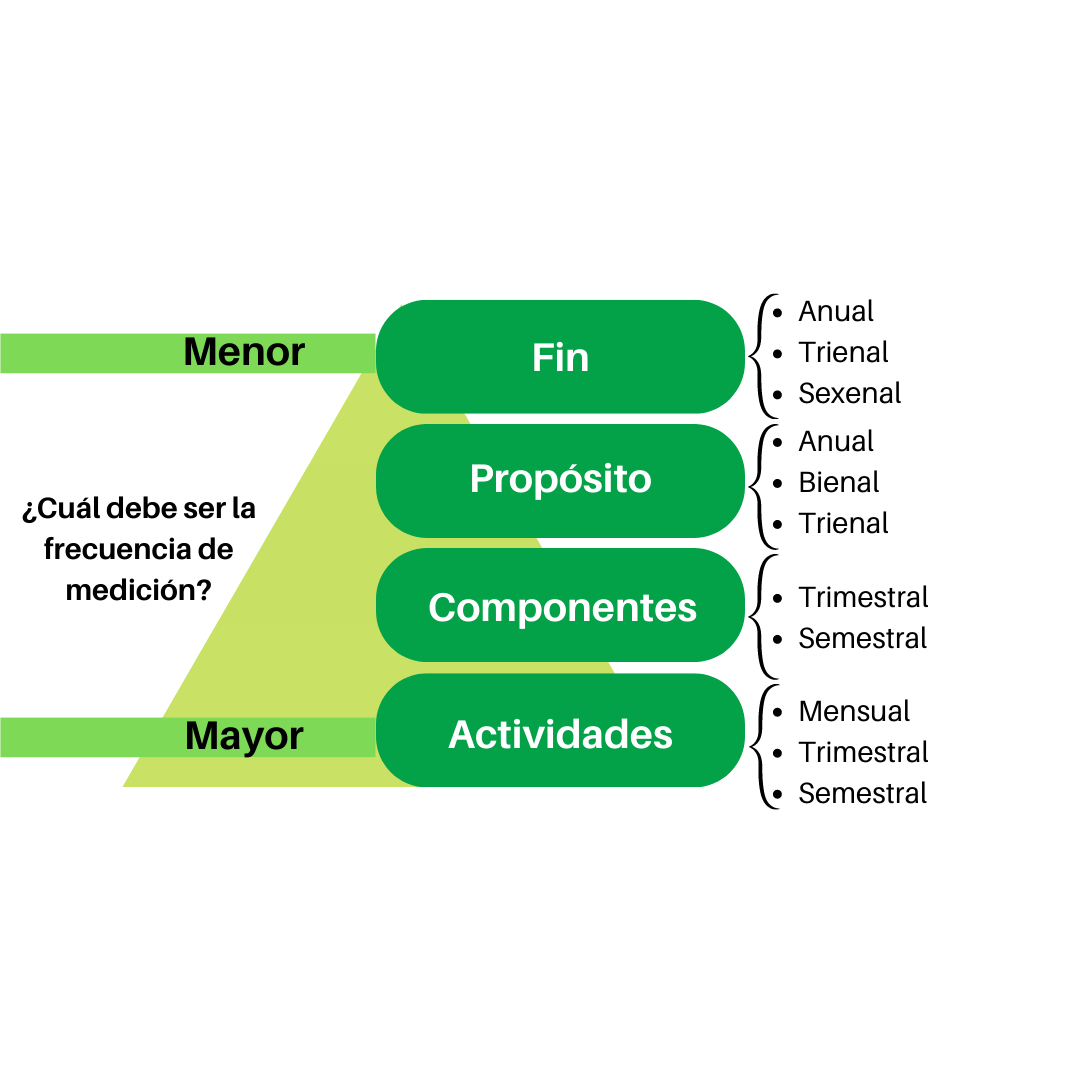 Menor
Fin
• Anual
• Trienal
• Sexenal
Propósito
• Anual
• Bienal
• Trienal
¿Cuál debe ser la
frecuencia de
medición?
Componentes
• Trimestral
• Semestral
Mayor
Actividades
• Mensual
• Trimestral
• Semestral